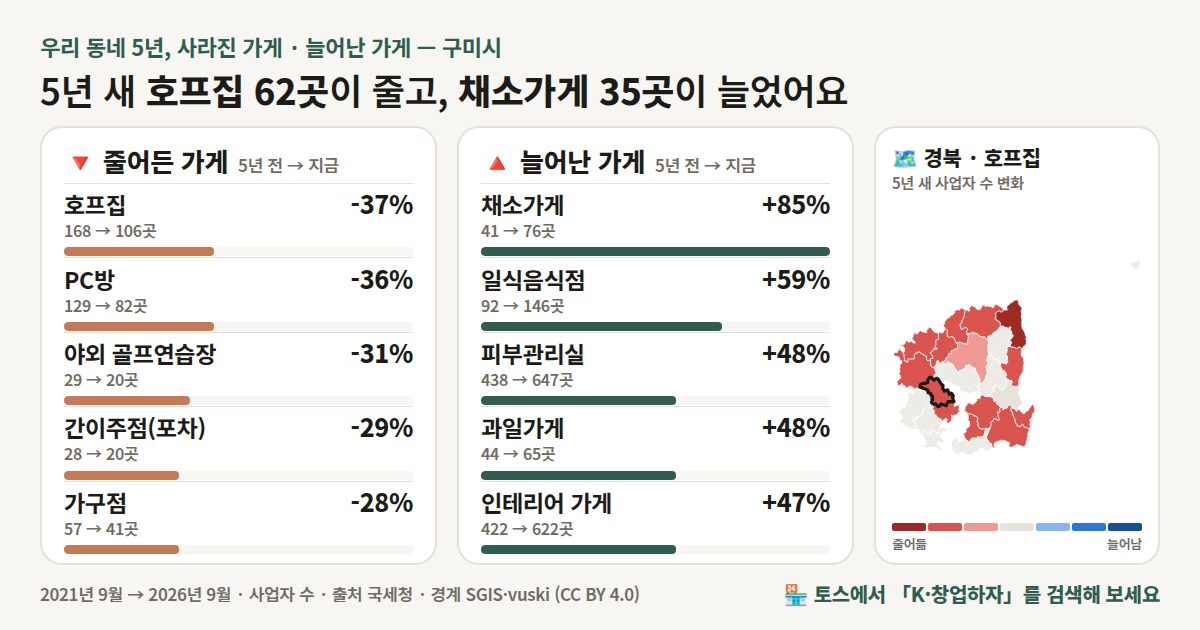 우리 동네 5년, 사라진 가게 · 늘어난 가게 — 구미시
5년 새 호프집 62곳이 줄고, 채소가게 35곳이 늘었어요
🔻 줄어든 가게 5년 전 → 지금
호프집 -37%
168 → 106곳
PC방 -36%
129 → 82곳
야외 골프연습장 -31%
29 → 20곳
간이주점(포차) -29%
28 → 20곳
가구점 -28%
57 → 41곳
🔺 늘어난 가게 5년 전 → 지금
채소가게 +85%
41 → 76곳
일식음식점 +59%
92 → 146곳
피부관리실 +48%
438 → 647곳
과일가게 +48%
44 → 65곳
인테리어 가게 +47%
422 → 622곳
🗺️ 경북 · 호프집
5년 새 사업자 수 변화
줄어듦 늘어남
2021년 9월 → 2026년 9월 · 사업자 수 · 출처 국세청 · 경계 SGIS·vuski (CC BY 4.0)
🏪 토스에서 「K·창업하자」를 검색해 보세요